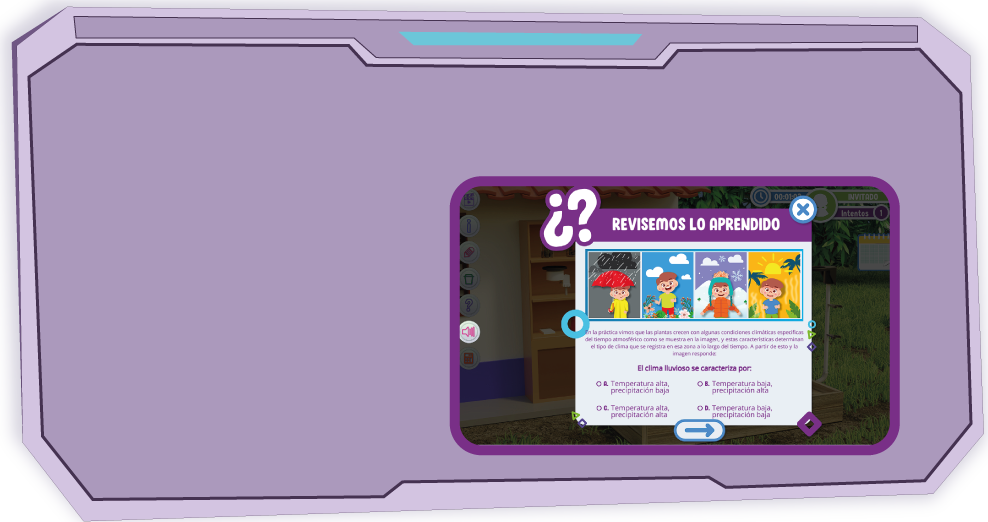 ¿?
REVISEMOS LO APRENDIDO
00:01:0
INVITADO
Intentos 1
En la práctica vimos que las plantas crecen con algunas condiciones climáticas específicas
del tiempo atmosférico como se muestra en la imagen, y estas características determinan
el tipo de clima que se registra en esa zona a lo largo del tiempo. A partir de esto y la
imagen responde:
El clima lluvioso se caracteriza por:
A. Temperatura alta,
precipitación baja
B. Temperatura baja,
precipitación alta
C. Temperatura alta,
precipitación alta
D. Temperatura baja,
precipitación baja